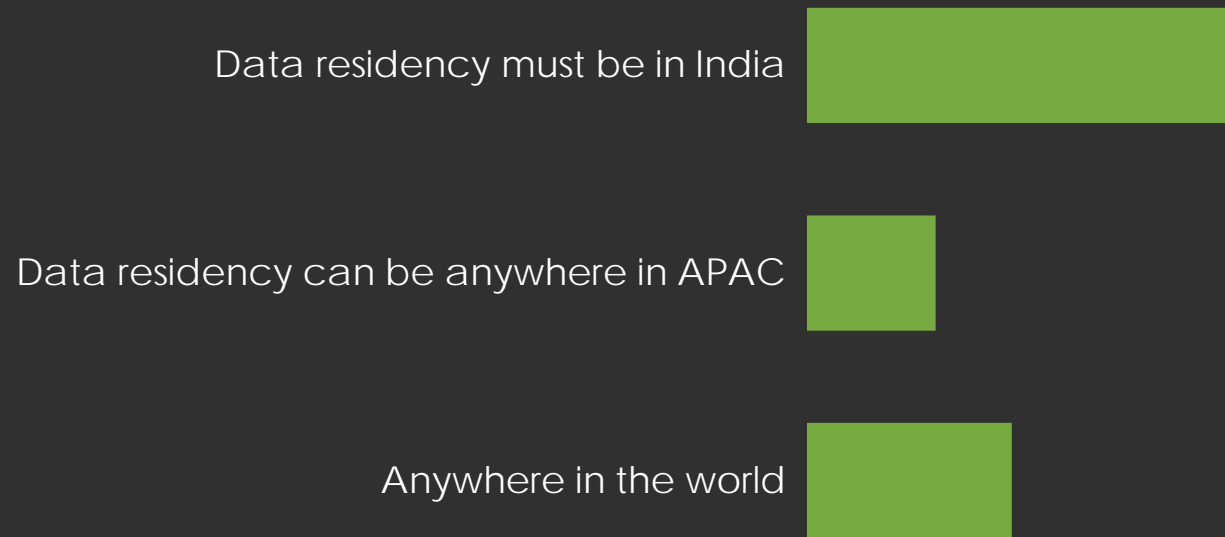 Data residency must be in India
Data residency can be anywhere in APAC
Anywhere in the world